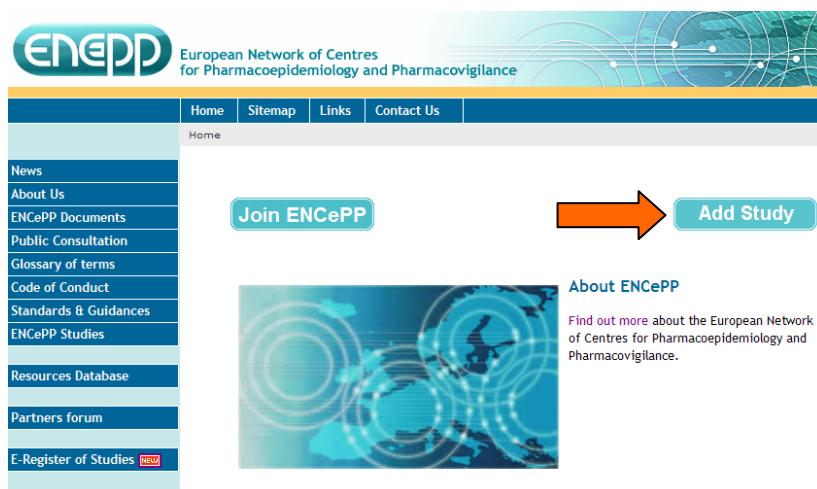 ENCePP
European Network of Centres
for Pharmacoepidemiology and Pharmacovigilance
Home Sitemap Links Contact Us
Home
News
About Us
ENCePP Documents
Public Consultation
Glossary of terms
Code of Conduct
Standards & Guidances
ENCePP Studies
Resources Database
Partners forum
E-Register of Studies NEW
Join ENCePP
Add Study
About ENCePP
Find out more about the European Network
of Centres for Pharmacoepidemiology and
Pharmacovigilance.